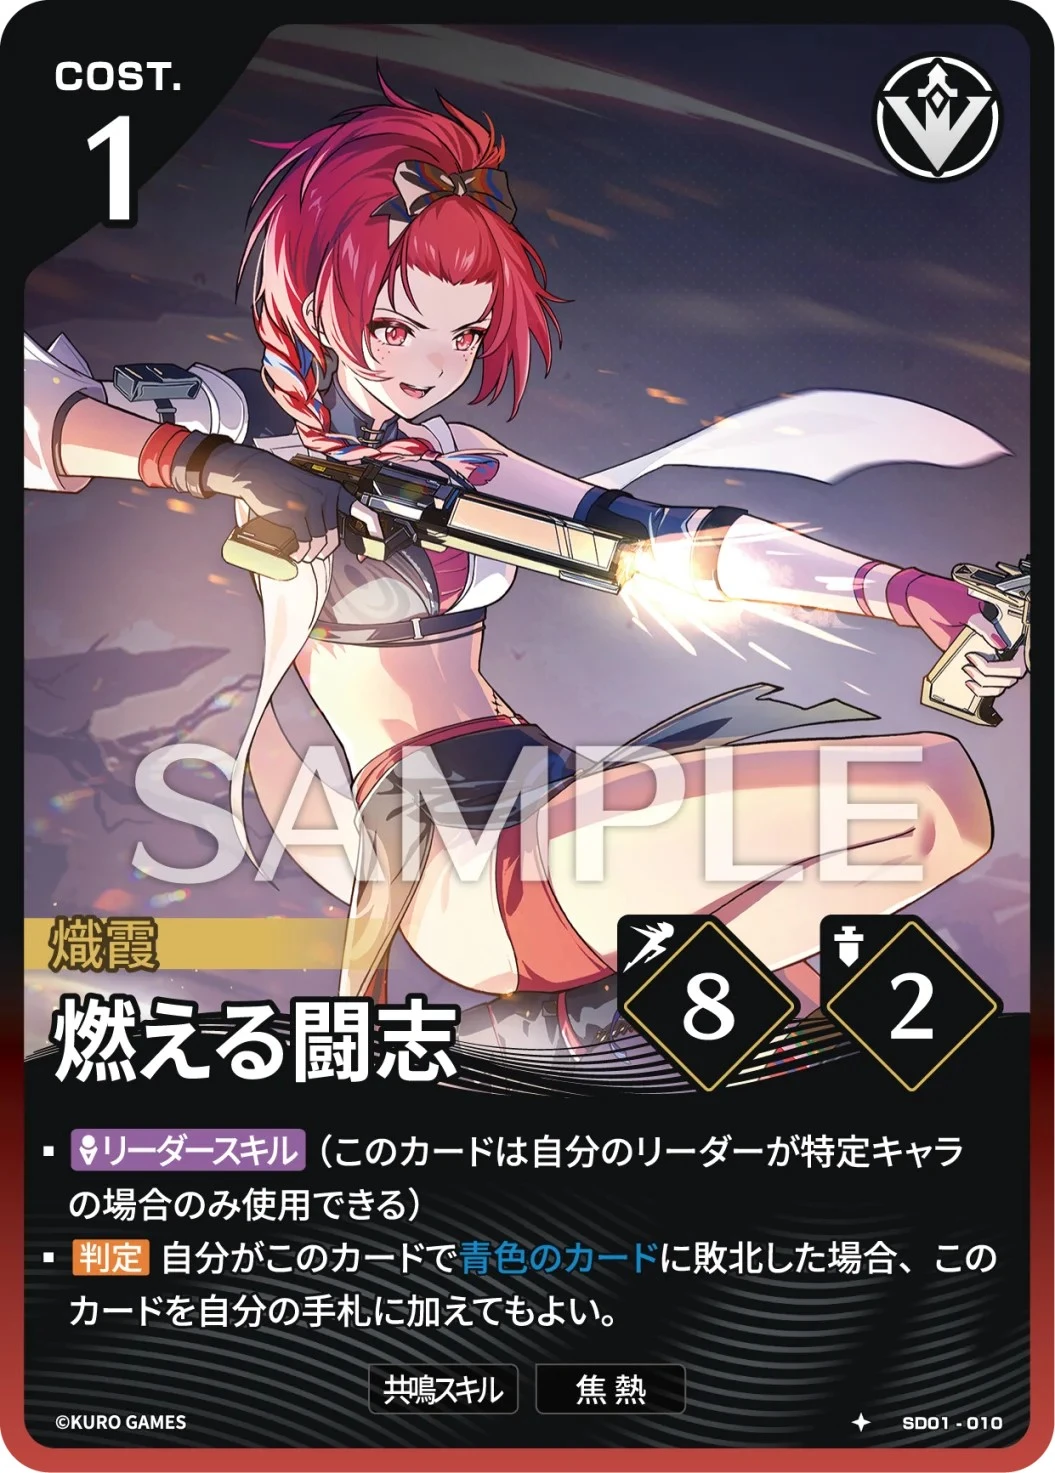 COST.
1
SAMPLE
熾霞
燃える闘志
8
2
▪ リーダースキル（このカードは自分のリーダーが特定キャラ
の場合のみ使用できる）
▪ 判定 自分がこのカードで青色のカードに敗北した場合、この
カードを自分の手札に加えてもよい。
共鳴スキル 焦熱
©KURO GAMES
SD01-010